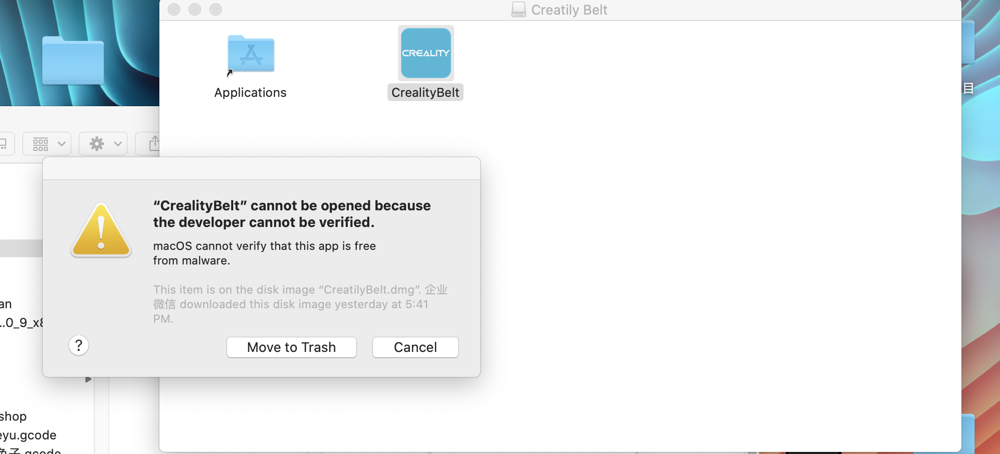 Creatily Belt
CREALITY
Applications
CrealityBelt
“CrealityBelt” cannot be opened because
the developer cannot be verified.
macOS cannot verify that this app is free
from malware.
This item is on the disk image “CreatilyBelt.dmg”. 企业
微信 downloaded this disk image yesterday at 5:41
PM.
?
Move to Trash
Cancel
an
..0_9_x8
shop
eyu.gcode
子.gcode
目